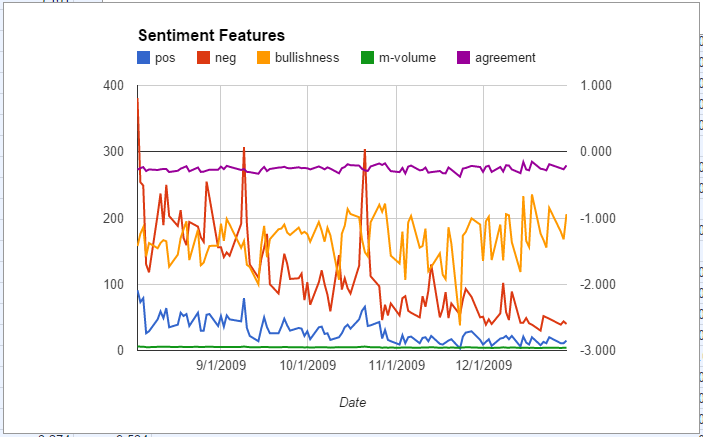 Sentiment Features
pos neg bullishness m-volume agreement
400 1.000
300 0.000
200 -1.000
100 -2.000
0 -3.000
9/1/2009 10/1/2009 11/1/2009 12/1/2009
Date